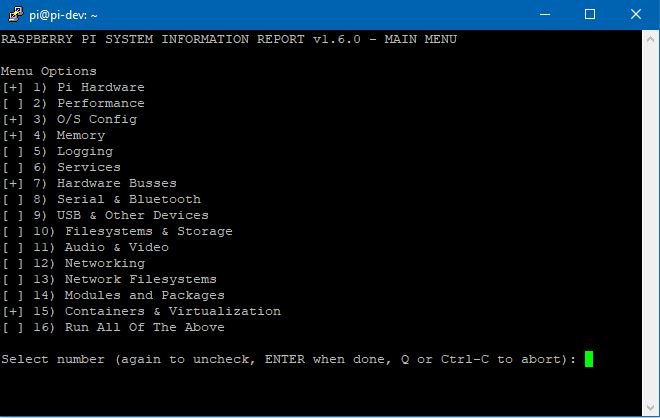 pi@pi-dev: ~
RASPBERRY PI SYSTEM INFORMATION REPORT v1.6.0 - MAIN MENU
Menu Options
[+] 1) Pi Hardware
[ ] 2) Performance
[+] 3) O/S Config
[+] 4) Memory
[ ] 5) Logging
[ ] 6) Services
[+] 7) Hardware Busses
[ ] 8) Serial & Bluetooth
[ ] 9) USB & Other Devices
[ ] 10) Filesystems & Storage
[ ] 11) Audio & Video
[ ] 12) Networking
[ ] 13) Network Filesystems
[ ] 14) Modules and Packages
[+] 15) Containers & Virtualization
[ ] 16) Run All Of The Above
Select number (again to uncheck, ENTER when done, Q or Ctrl-C to abort):